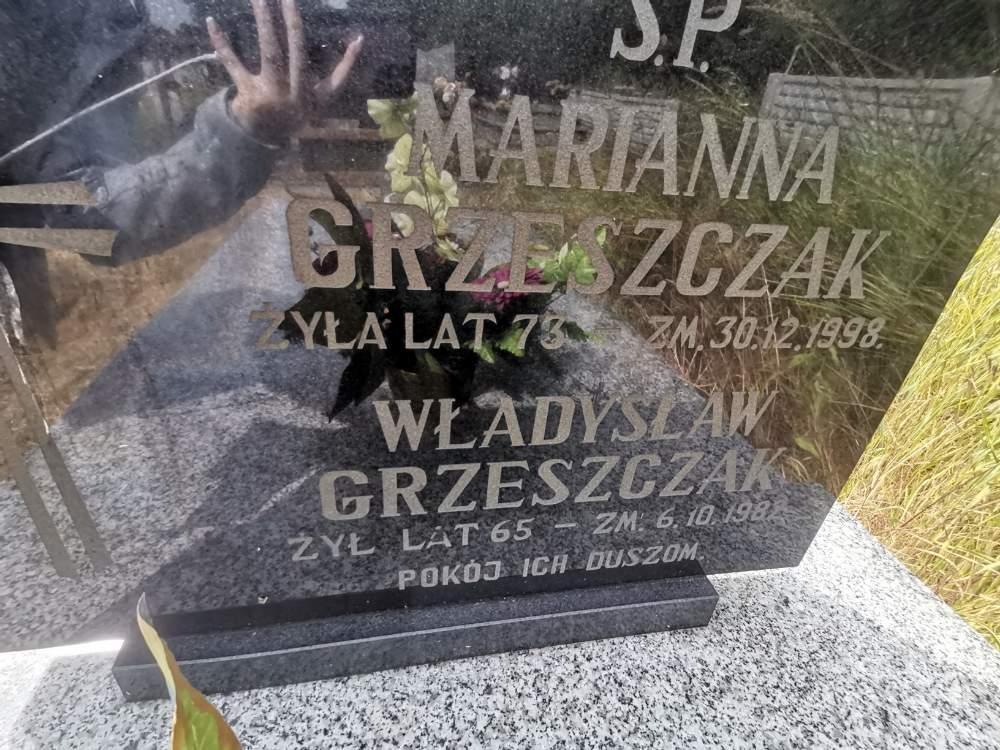 Ś.P.
MARIANNA
GRZESZCZAK
ŻYŁA LAT 73 – ZM. 30.12.1998.
WŁADYSŁAW
GRZESZCZAK
ŻYŁ LAT 65 – ZM. 6.10.
POKÓJ ICH DUSZOM.